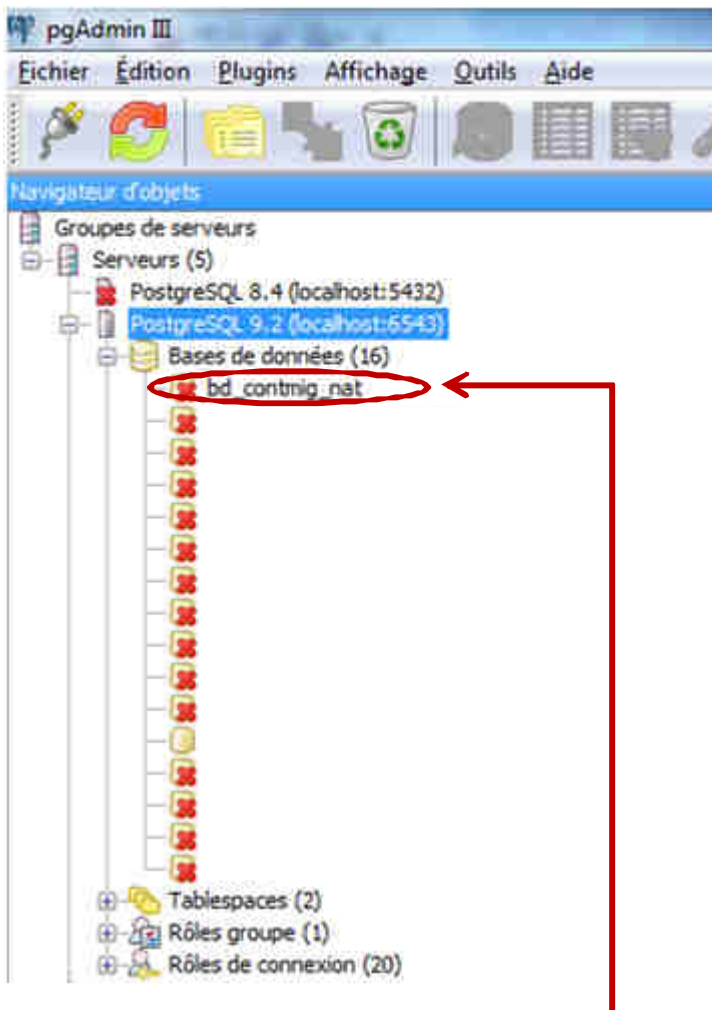 pgAdmin III
Fichier Édition Plugins Affichage Outils Aide
Navigateur d'objets
Groupes de serveurs
Serveurs (5)
PostgreSQL 8.4 (localhost:5432)
PostgreSQL 9.2 (localhost:6543)
Bases de données (16)
bd_contmig_nat
Tablespaces (2)
Rôles groupe (1)
Rôles de connexion (20)